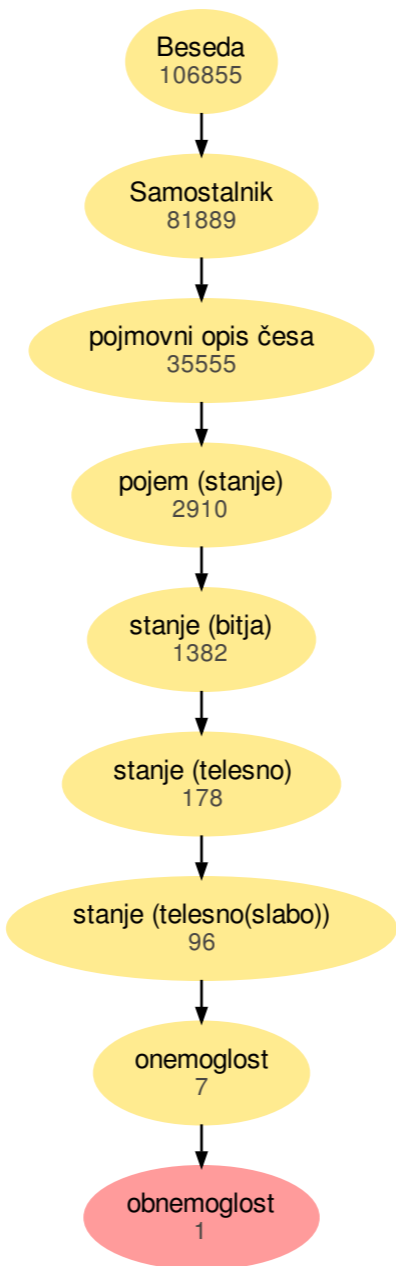 Beseda
106855
Samostalnik
81889
pojmovni opis česa
35555
pojem (stanje)
2910
stanje (bitja)
1382
stanje (telesno)
178
stanje (telesno(slabo))
96
onemoglost
7
obnemoglost
1